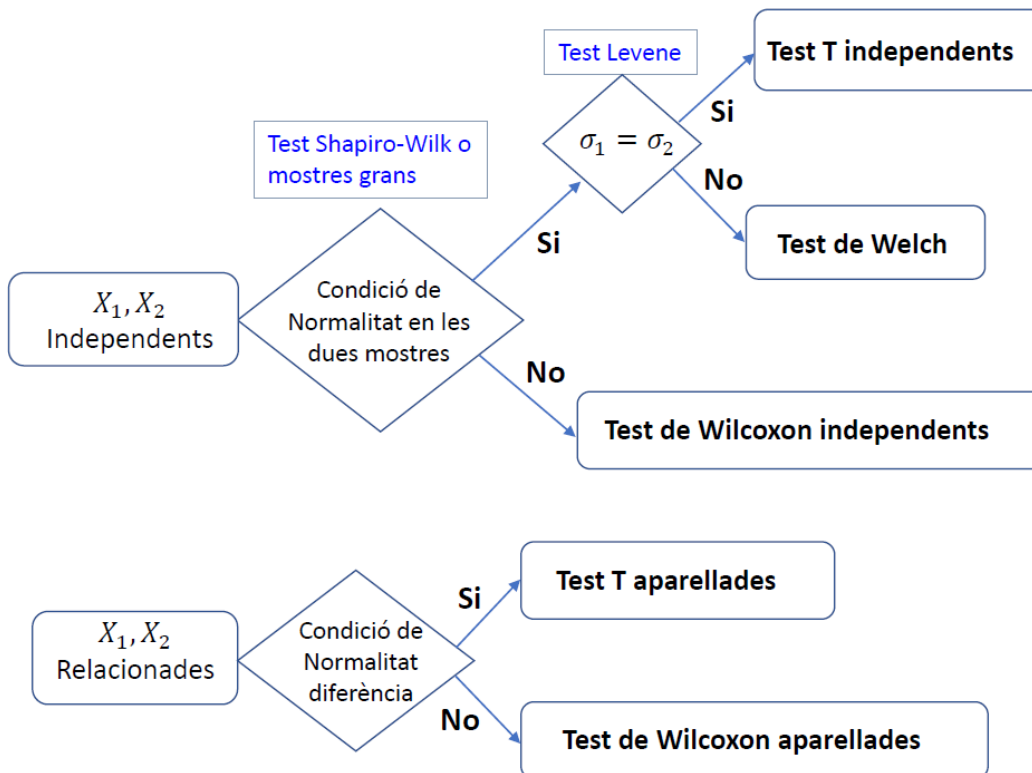 Test Levene
Test T independents
Si
σ₁ = σ₂
No
Test de Welch
Test Shapiro-Wilk o
mostres grans
Si
X₁, X₂
Independents
Condició de
Normalitat en les
dues mostres
No
Test de Wilcoxon independents
X₁, X₂
Relacionades
Condició de
Normalitat
diferència
Si
Test T aparellades
No
Test de Wilcoxon aparellades